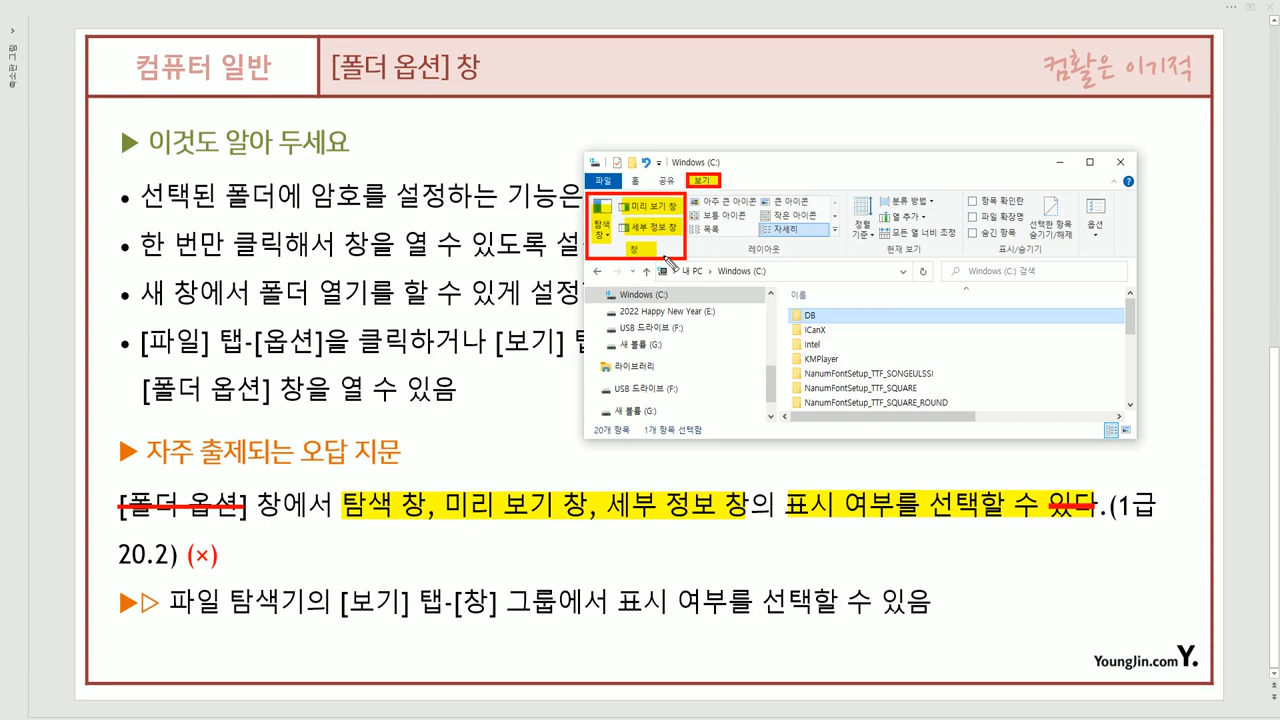 축소판 그림
컴퓨터 일반
[폴더 옵션] 창
컴활은 이기적
▶ 이것도 알아 두세요
• 선택된 폴더에 암호를 설정하는 기능은
• 한 번만 클릭해서 창을 열 수 있도록 설
• 새 창에서 폴더 열기를 할 수 있게 설정
• [파일] 탭-[옵션]을 클릭하거나 [보기] 탭
[폴더 옵션] 창을 열 수 있음
Windows (C:)
파일 홈 공유 보기
탐색 창
미리 보기 창
세부 정보 창
창
아주 큰 아이콘 큰 아이콘
보통 아이콘 작은 아이콘
목록 자세히
레이아웃
정렬 기준
분류 방법
열 추가
모든 열 너비 조정
현재 보기
항목 확인란
파일 확장명
숨긴 항목
선택한 항목 숨기기/해제
표시/숨기기
옵션
내 PC > Windows (C:)
Windows (C:) 검색
Windows (C:)
2022 Happy New Year (E:)
USB 드라이브 (F:)
새 볼륨 (G:)
라이브러리
USB 드라이브 (F:)
새 볼륨 (G:)
이름
DB
ICanX
Intel
KMPlayer
NanumFontSetup_TTF_SONGEULSSI
NanumFontSetup_TTF_SQUARE
NanumFontSetup_TTF_SQUARE_ROUND
20개 항목 1개 항목 선택함
▶ 자주 출제되는 오답 지문
[폴더 옵션] 창에서 탐색 창, 미리 보기 창, 세부 정보 창의 표시 여부를 선택할 수 있다.(1급
20.2) (×)
▶▷ 파일 탐색기의 [보기] 탭-[창] 그룹에서 표시 여부를 선택할 수 있음
YoungJin.com Y.